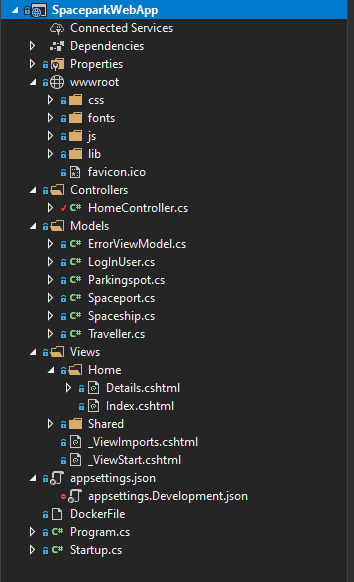 SpaceparkWebApp
Connected Services
Dependencies
Properties
wwwroot
css
fonts
js
lib
favicon.ico
Controllers
C# HomeController.cs
Models
C# ErrorViewModel.cs
C# LogInUser.cs
C# Parkingspot.cs
C# Spaceport.cs
C# Spaceship.cs
C# Traveller.cs
Views
Home
Details.cshtml
Index.cshtml
Shared
_ViewImports.cshtml
_ViewStart.cshtml
appsettings.json
appsettings.Development.json
DockerFile
C# Program.cs
C# Startup.cs